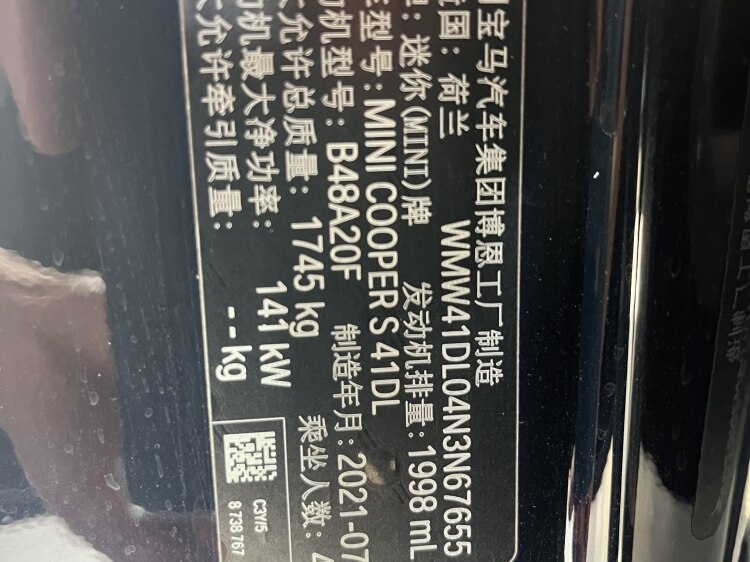 宝马汽车集团博恩工厂制造
国: 荷兰 WMW41DL04N3N67655
: 迷你(MINI)牌 发动机排量: 1998 mL
型号: MINI COOPER S 41DL
机型号: B48A20F 制造年月: 2021-07
允许总质量: 1745 kg 乘坐人数:
机最大净功率: 141 kW
允许牵引质量: -- kg
C3V/5-
8 738 767